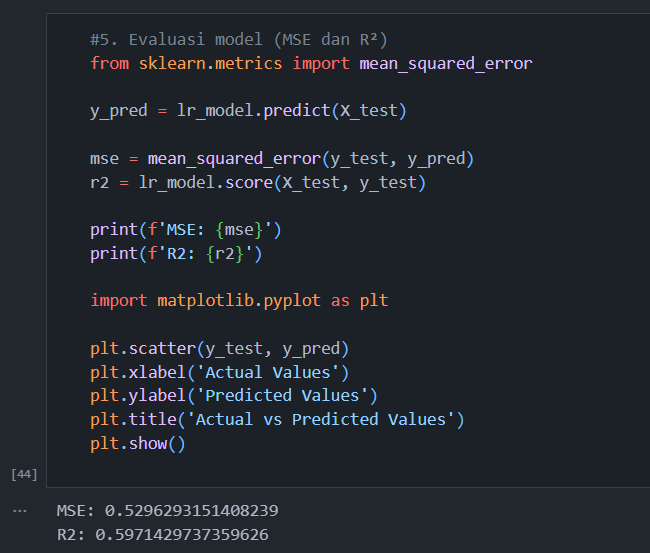 #5. Evaluasi model (MSE dan R²)
from sklearn.metrics import mean_squared_error
y_pred = lr_model.predict(X_test)
mse = mean_squared_error(y_test, y_pred)
r2 = lr_model.score(X_test, y_test)
print(f'MSE: {mse}')
print(f'R2: {r2}')
import matplotlib.pyplot as plt
plt.scatter(y_test, y_pred)
plt.xlabel('Actual Values')
plt.ylabel('Predicted Values')
plt.title('Actual vs Predicted Values')
plt.show()
[44]
... MSE: 0.5296293151408239
R2: 0.5971429737359626